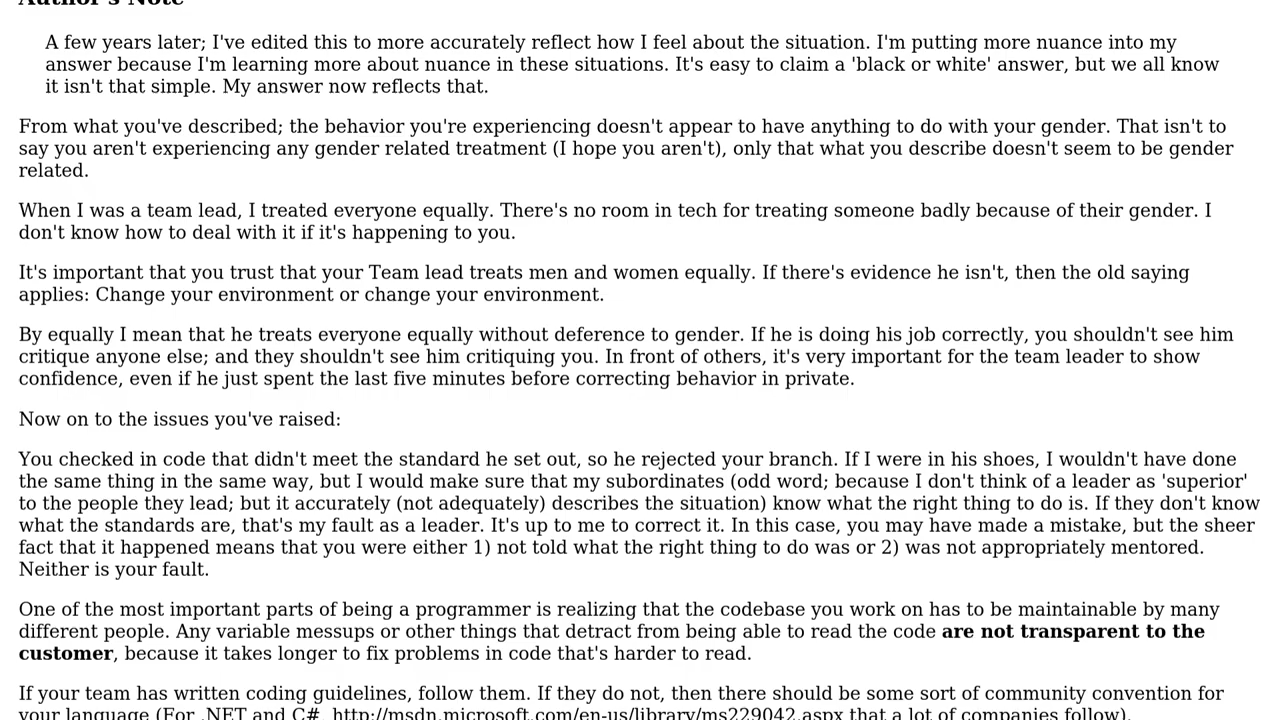 Author's Note
A few years later; I've edited this to more accurately reflect how I feel about the situation. I'm putting more nuance into my
answer because I'm learning more about nuance in these situations. It's easy to claim a 'black or white' answer, but we all know
it isn't that simple. My answer now reflects that.
From what you've described; the behavior you're experiencing doesn't appear to have anything to do with your gender. That isn't to
say you aren't experiencing any gender related treatment (I hope you aren't), only that what you describe doesn't seem to be gender
related.
When I was a team lead, I treated everyone equally. There's no room in tech for treating someone badly because of their gender. I
don't know how to deal with it if it's happening to you.
It's important that you trust that your Team lead treats men and women equally. If there's evidence he isn't, then the old saying
applies: Change your environment or change your environment.
By equally I mean that he treats everyone equally without deference to gender. If he is doing his job correctly, you shouldn't see him
critique anyone else; and they shouldn't see him critiquing you. In front of others, it's very important for the team leader to show
confidence, even if he just spent the last five minutes before correcting behavior in private.
Now on to the issues you've raised:
You checked in code that didn't meet the standard he set out, so he rejected your branch. If I were in his shoes, I wouldn't have done
the same thing in the same way, but I would make sure that my subordinates (odd word; because I don't think of a leader as 'superior'
to the people they lead; but it accurately (not adequately) describes the situation) know what the right thing to do is. If they don't know
what the standards are, that's my fault as a leader. It's up to me to correct it. In this case, you may have made a mistake, but the sheer
fact that it happened means that you were either 1) not told what the right thing to do was or 2) was not appropriately mentored.
Neither is your fault.
One of the most important parts of being a programmer is realizing that the codebase you work on has to be maintainable by many
different people. Any variable messups or other things that detract from being able to read the code are not transparent to the
customer, because it takes longer to fix problems in code that's harder to read.
If your team has written coding guidelines, follow them. If they do not, then there should be some sort of community convention for
your language (For .NET and C#, http://msdn.microsoft.com/en-us/library/ms229042.aspx that a lot of companies follow).